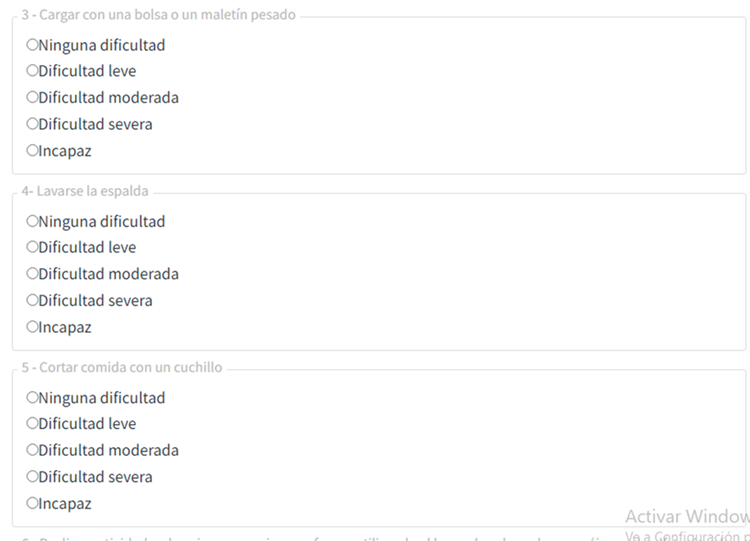 3 - Cargar con una bolsa o un maletín pesado
Ninguna dificultad
Dificultad leve
Dificultad moderada
Dificultad severa
Incapaz
4- Lavarse la espalda
Ninguna dificultad
Dificultad leve
Dificultad moderada
Dificultad severa
Incapaz
5 - Cortar comida con un cuchillo
Ninguna dificultad
Dificultad leve
Dificultad moderada
Dificultad severa
Incapaz
Activar Window
Ve a Configuración p